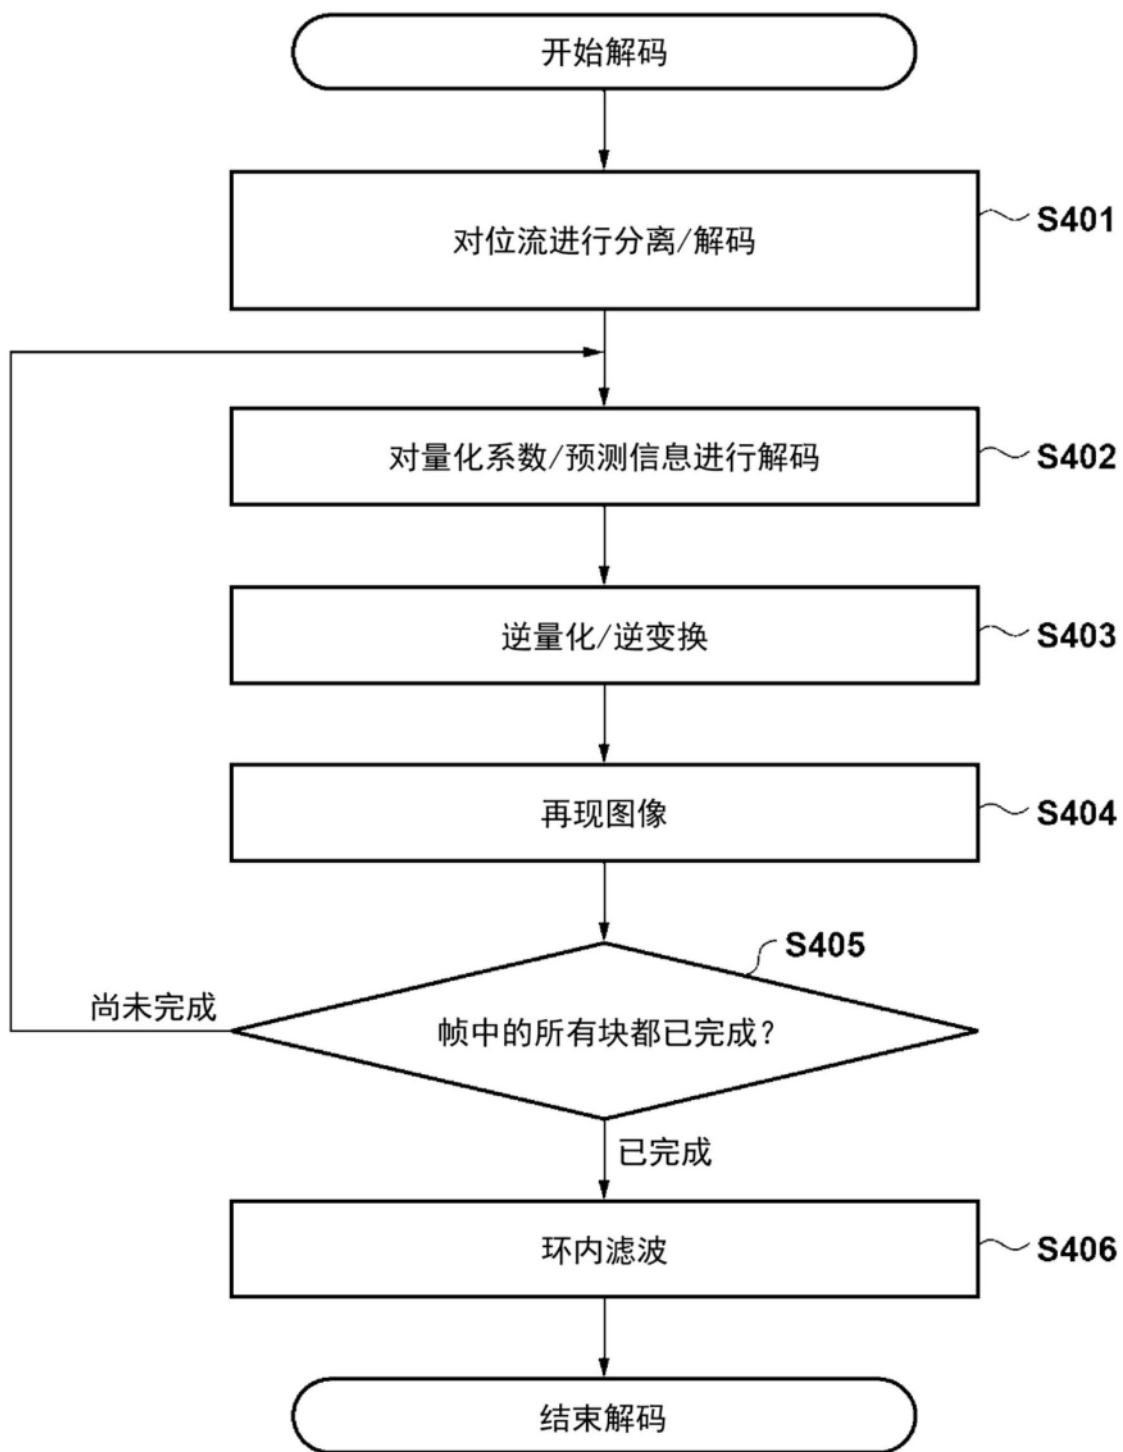 开始解码
对位流进行分离/解码
S401
对量化系数/预测信息进行解码
S402
逆量化/逆变换
S403
再现图像
S404
S405
尚未完成
帧中的所有块都已完成?
已完成
环内滤波
S406
结束解码